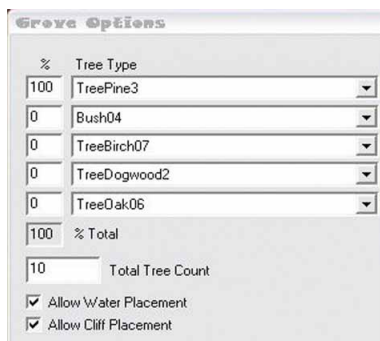 Grove Options
% Tree Type
100 TreePine3
0 Bush04
0 TreeBirch07
0 TreeDogwood2
0 TreeOak06
100 % Total
10 Total Tree Count
Allow Water Placement
Allow Cliff Placement